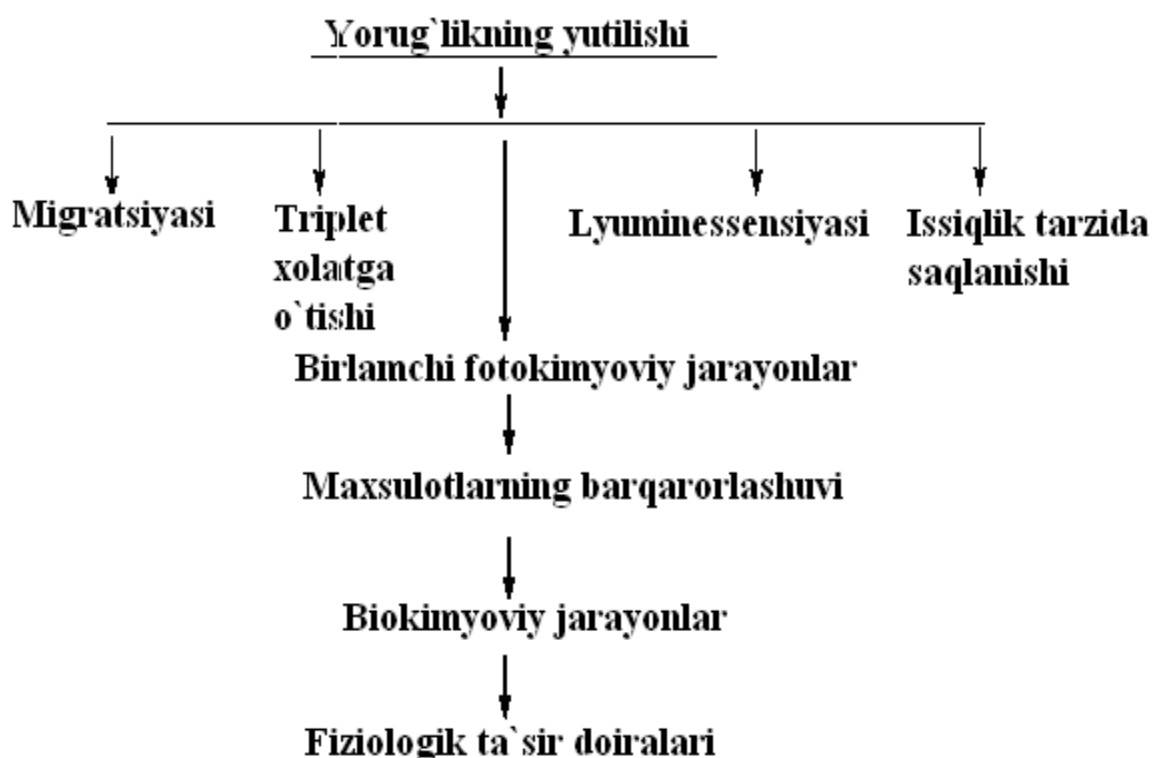 Yorug`likning yutilishi
Migratsiyasi
Triplet
xolatga
o`tishi
Lyuminessensiyasi
Issiqlik tarzida
saqlanishi
Birlamchi fotokimyoviy jarayonlar
Maxsulotlarning barqarorlashuvi
Biokimyoviy jarayonlar
Fiziologik ta`sir doiralari